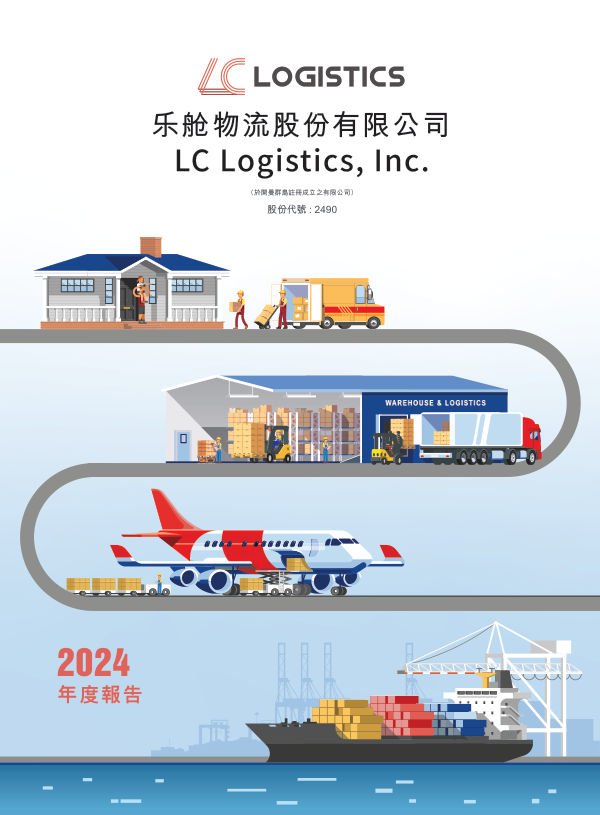 LC LOGISTICS
乐舱物流股份有限公司
LC Logistics, Inc.
（於開曼群島註冊成立之有限公司）
股份代號 : 2490
WAREHOUSE & LOGISTICS
2024
年度報告